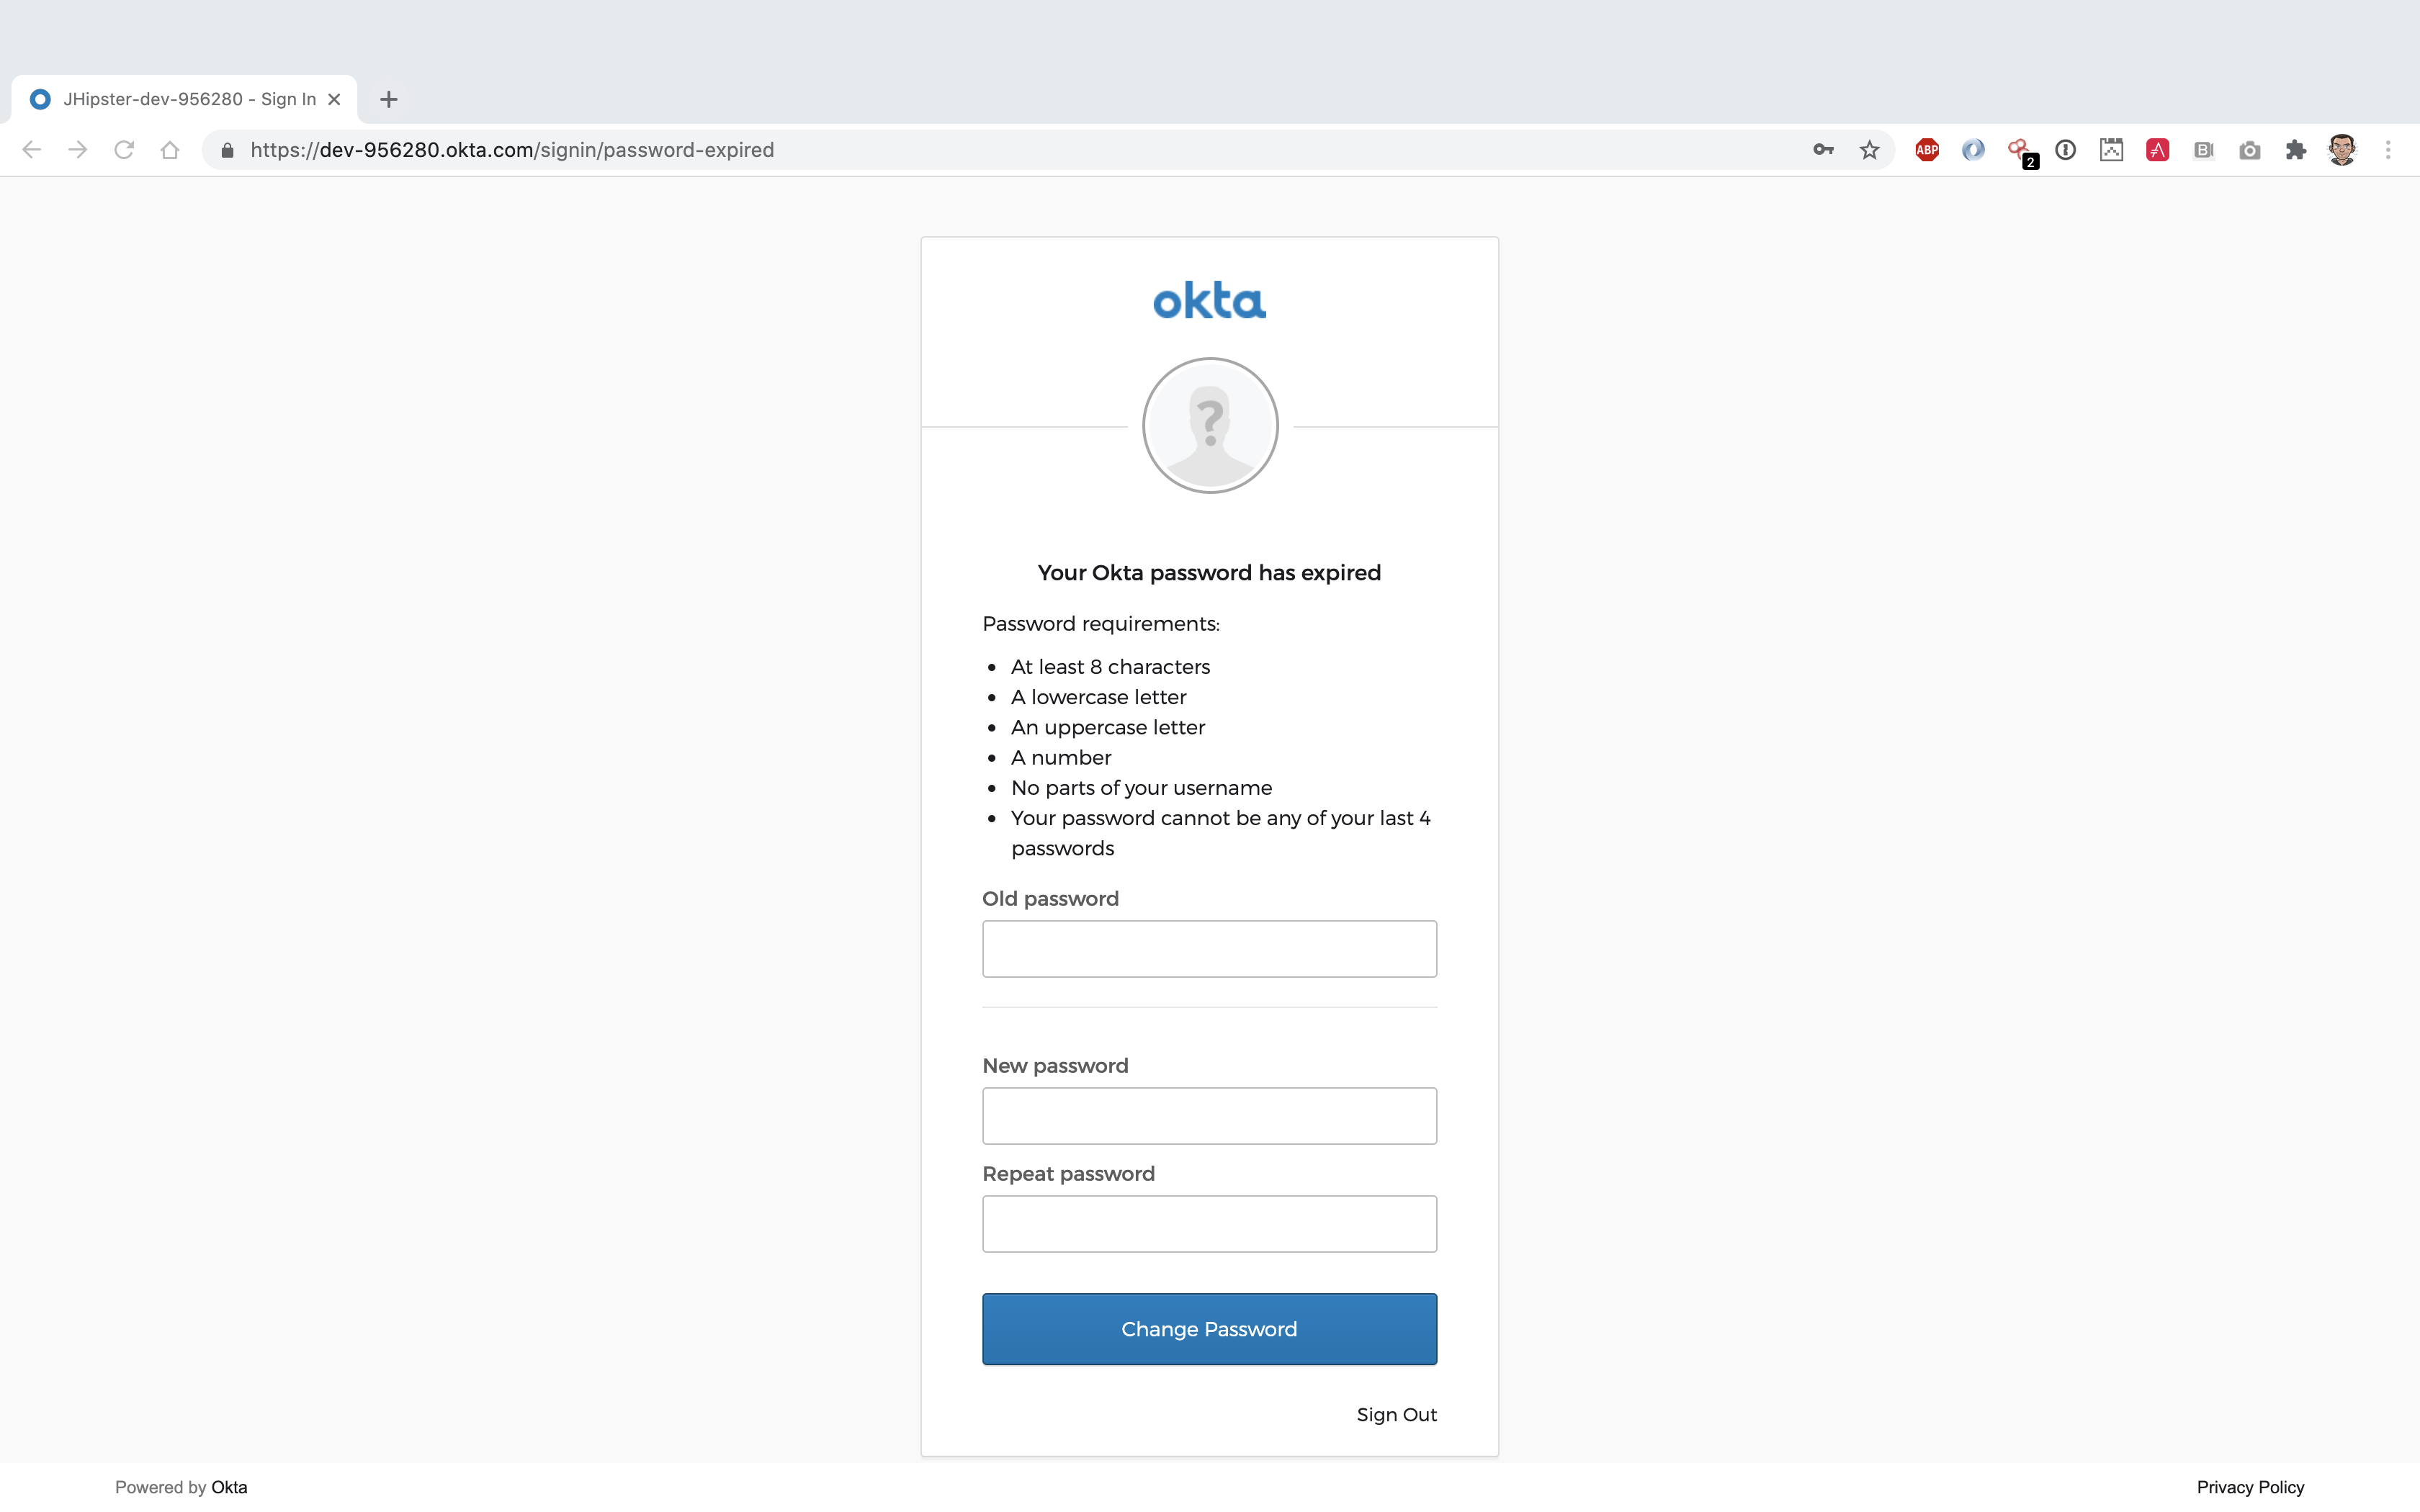 JHipster-dev-956280 - Sign In
https://dev-956280.okta.com/signin/password-expired
ABP
2
okta
?
Your Okta password has expired
Password requirements:
At least 8 characters
A lowercase letter
An uppercase letter
A number
No parts of your username
Your password cannot be any of your last 4
passwords
Old password
New password
Repeat password
Change Password
Sign Out
Powered by Okta
Privacy Policy